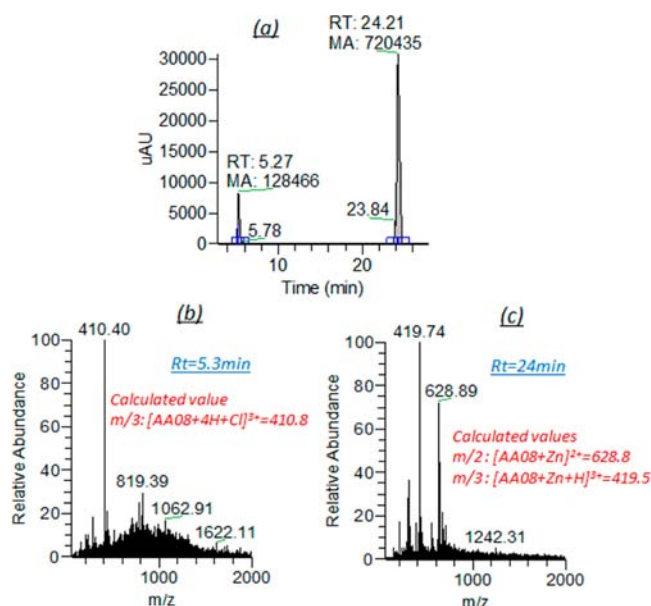 (a)
RT: 24.21
MA: 720435
30000
25000
20000
15000
10000
5000
0
uAU
RT: 5.27
MA: 128466
5.78
23.84
10
20
Time (min)
(b)
410.40
100
80
60
40
20
0
Relative Abundance
Rt=5.3min
Calculated value
m/3: [AA08+4H+Cl]³⁺=410.8
819.39
1062.91
1622.11
1000
2000
m/z
(c)
419.74
100
80
60
40
20
0
Relative Abundance
Rt=24min
628.89
Calculated values
m/2: [AA08+Zn]²⁺=628.8
m/3: [AA08+Zn+H]³⁺=419.5
1242.31
1000
2000
m/z